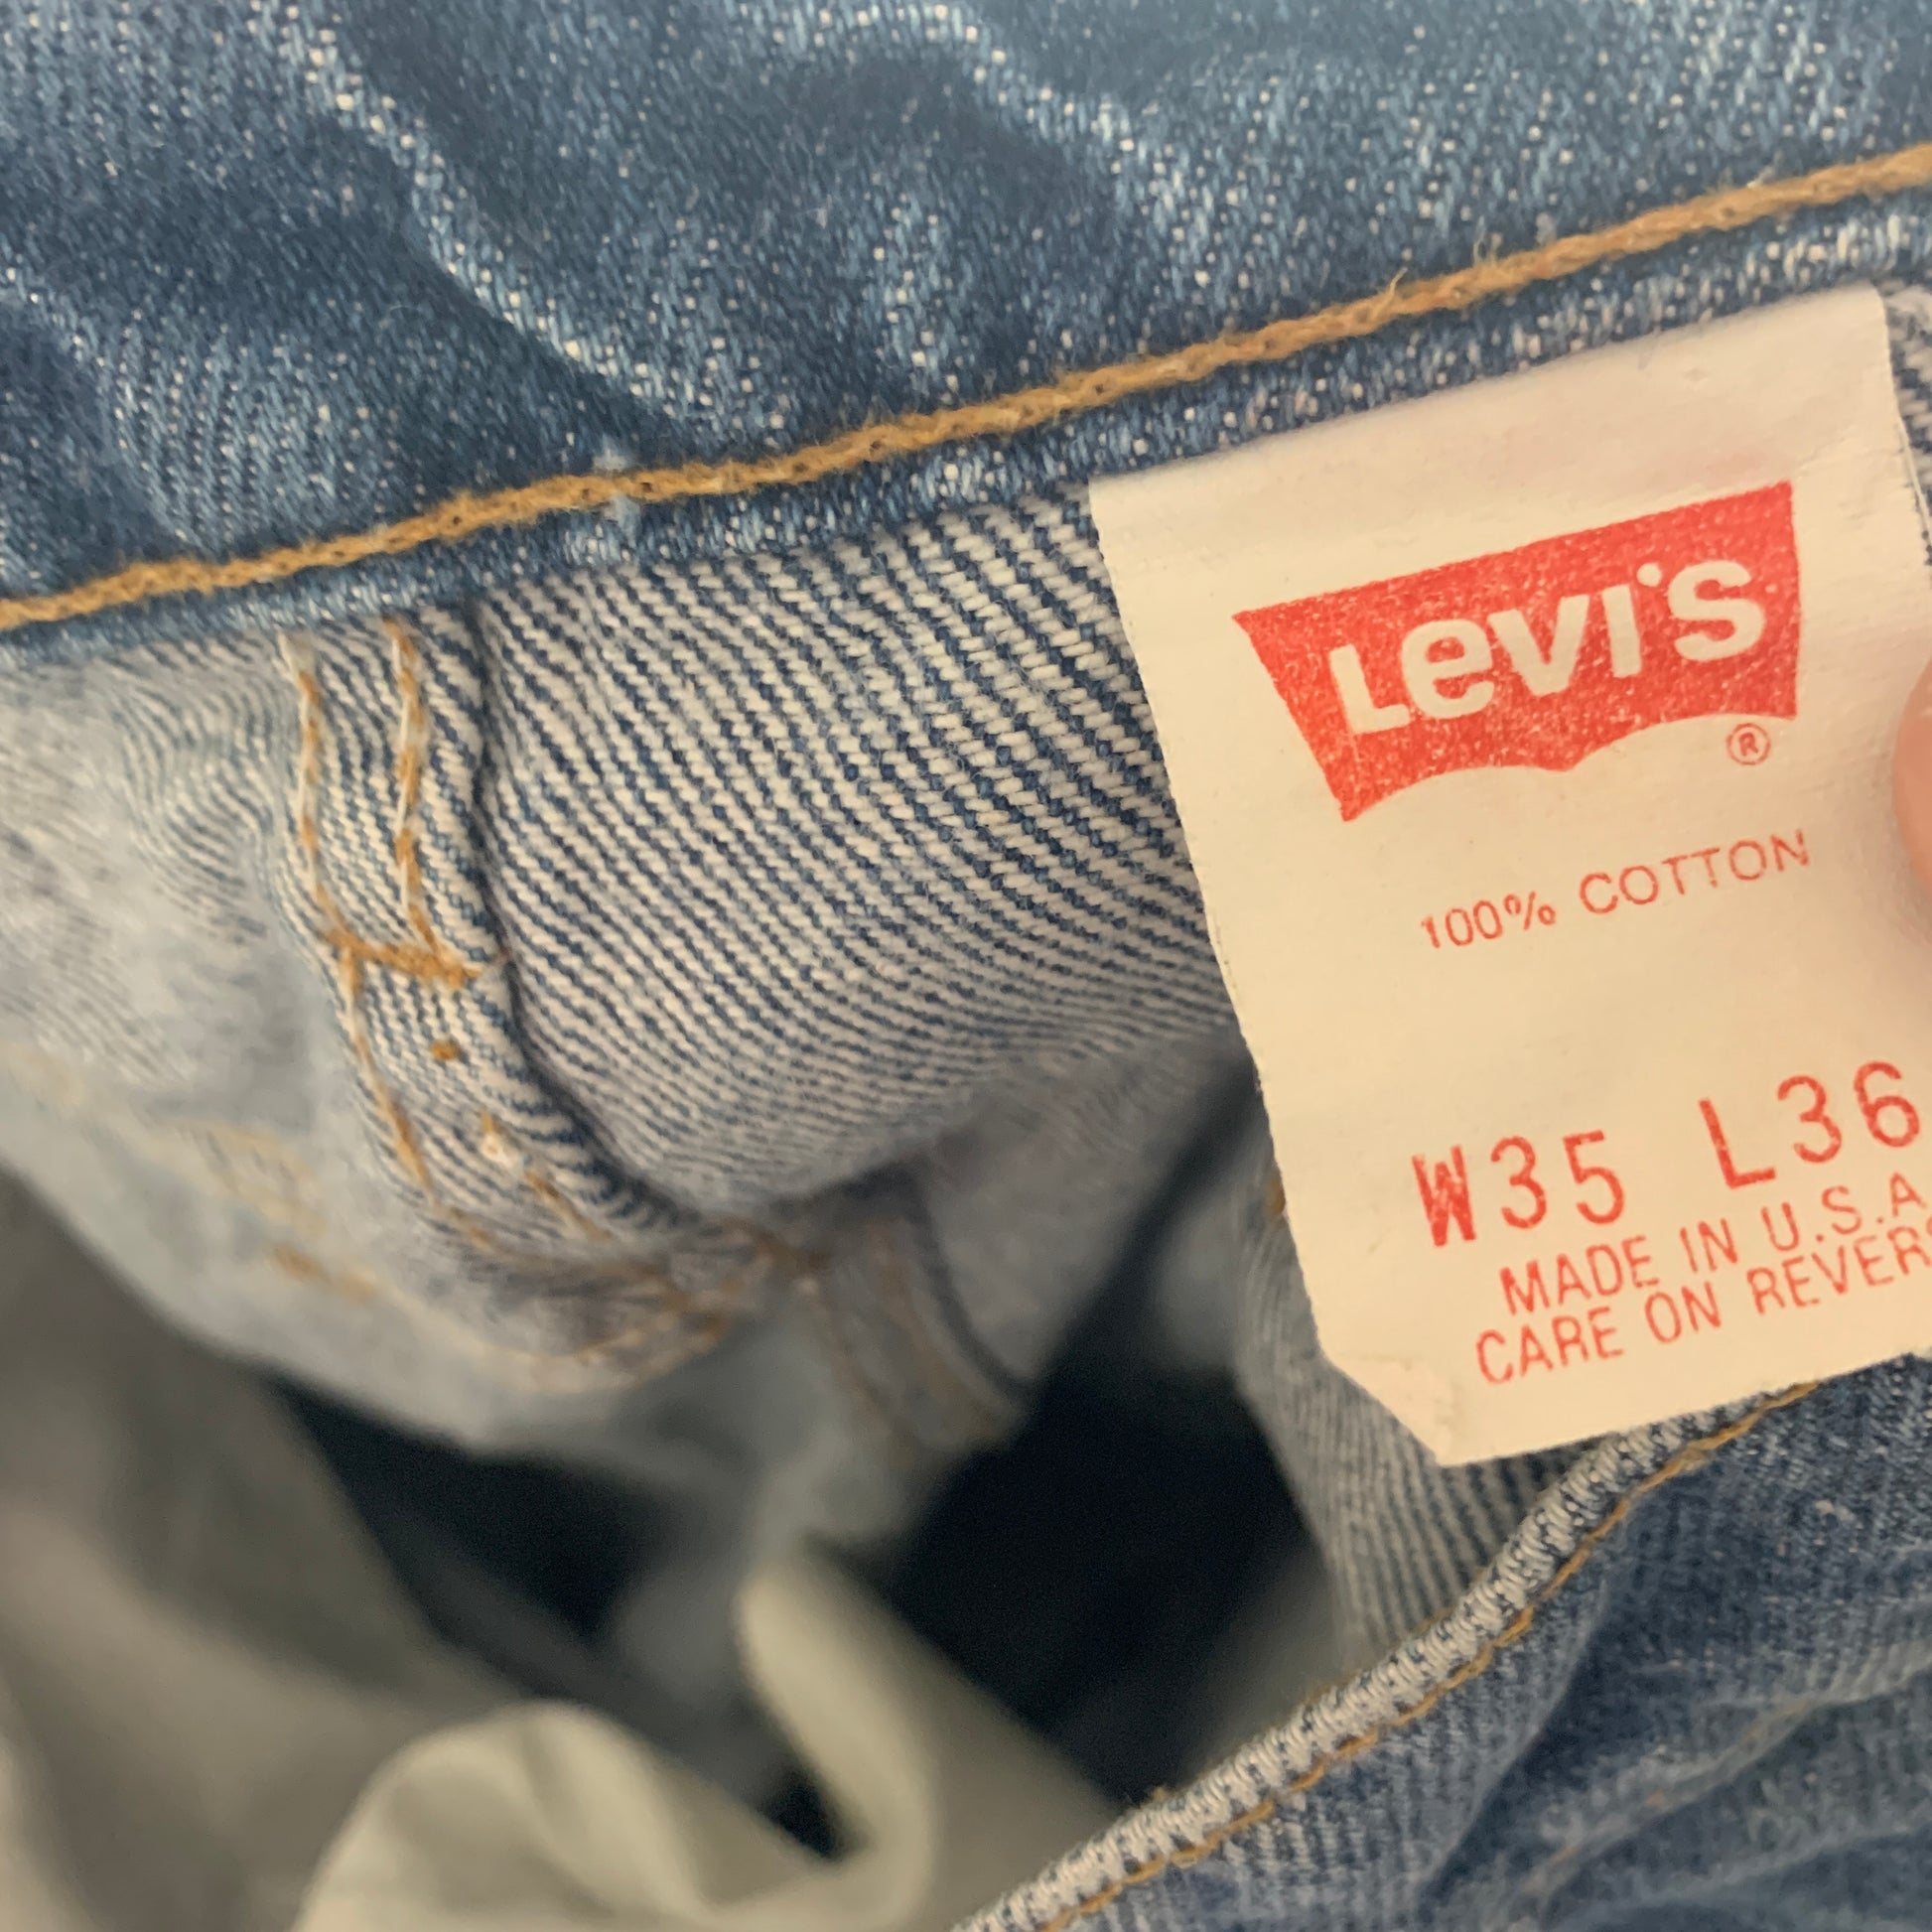 LEVI'S
®
100% COTTON
W35 L36
MADE IN U.S.A
CARE ON REVERS